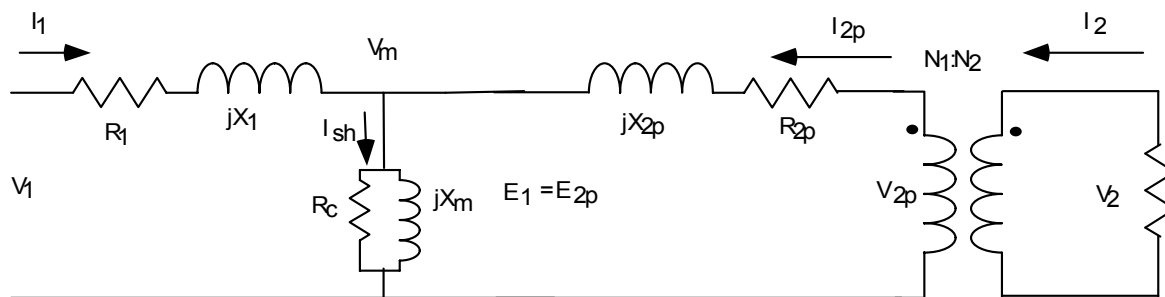 I1
I2p
I2
Vm
N1:N2
R1
jX1
Ish
jX2p
R2p
V1
Rc
jXm
E1 =E2p
V2p
V2